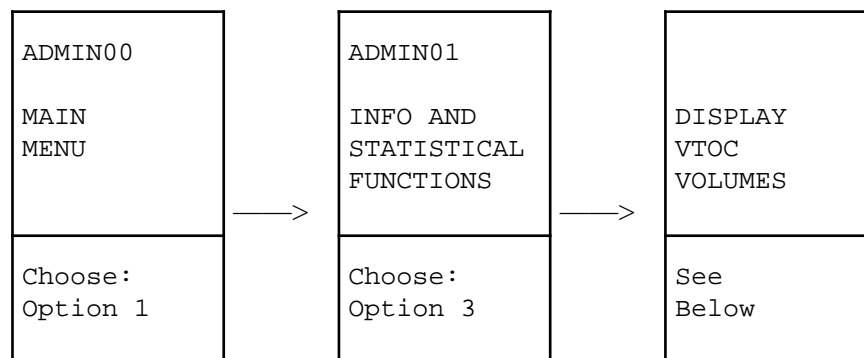 ADMIN00
MAIN
MENU
Choose:
Option 1
———>
ADMIN01
INFO AND
STATISTICAL
FUNCTIONS
Choose:
Option 3
———>
DISPLAY
VTOC
VOLUMES
See
Below